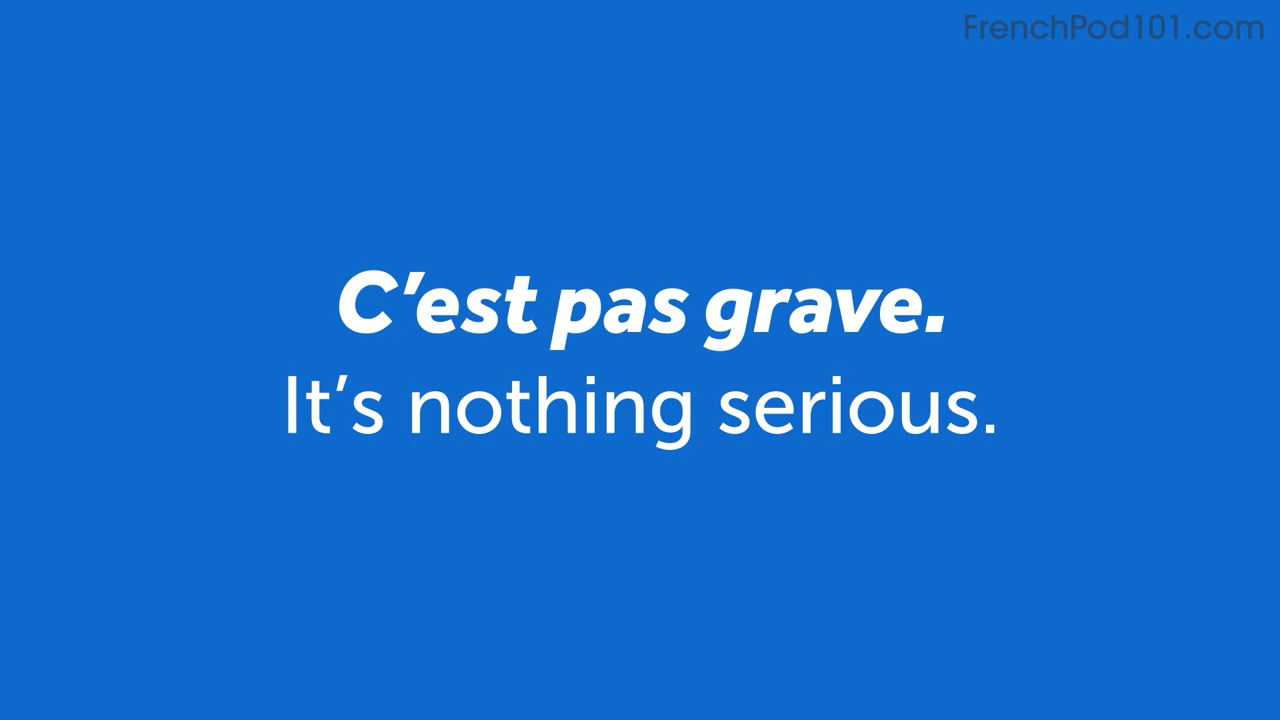 FrenchPod101.com
C’est pas grave.
It’s nothing serious.